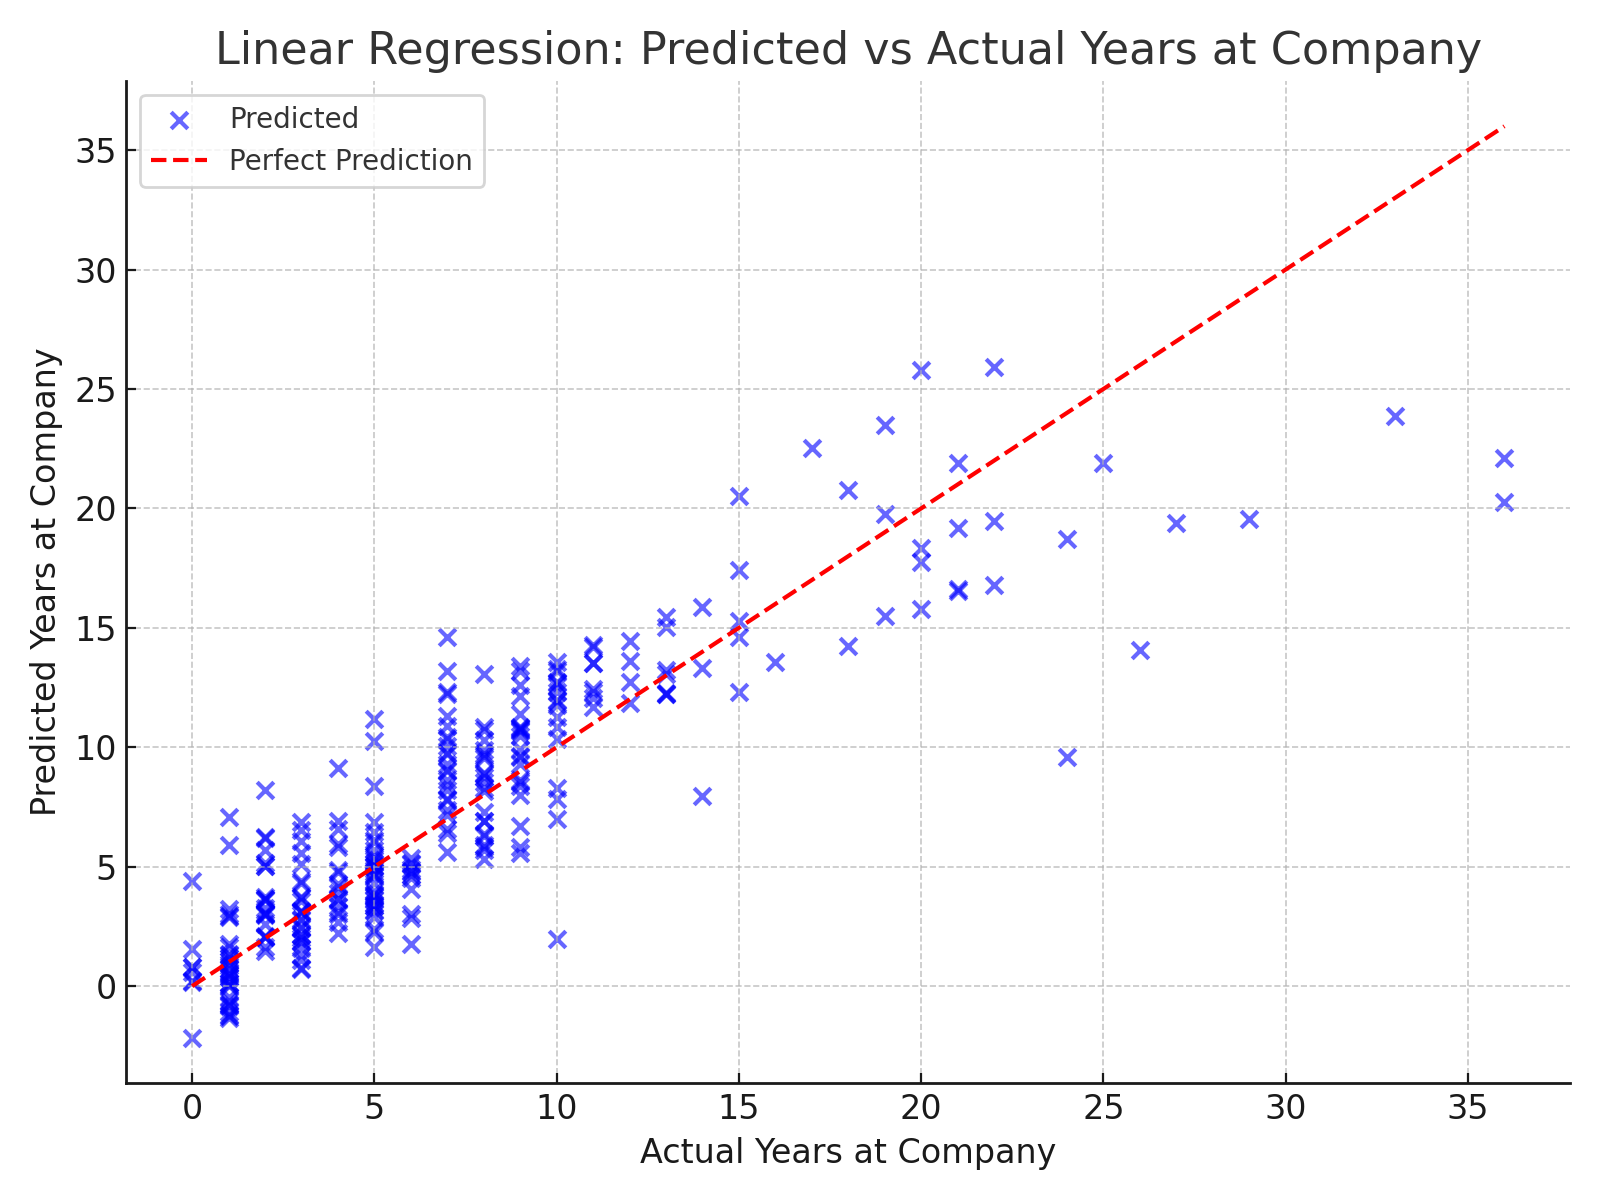 Linear Regression: Predicted vs Actual Years at Company
Predicted
Perfect Prediction
Predicted Years at Company
35
30
25
20
15
10
5
0
0 5 10 15 20 25 30 35
Actual Years at Company